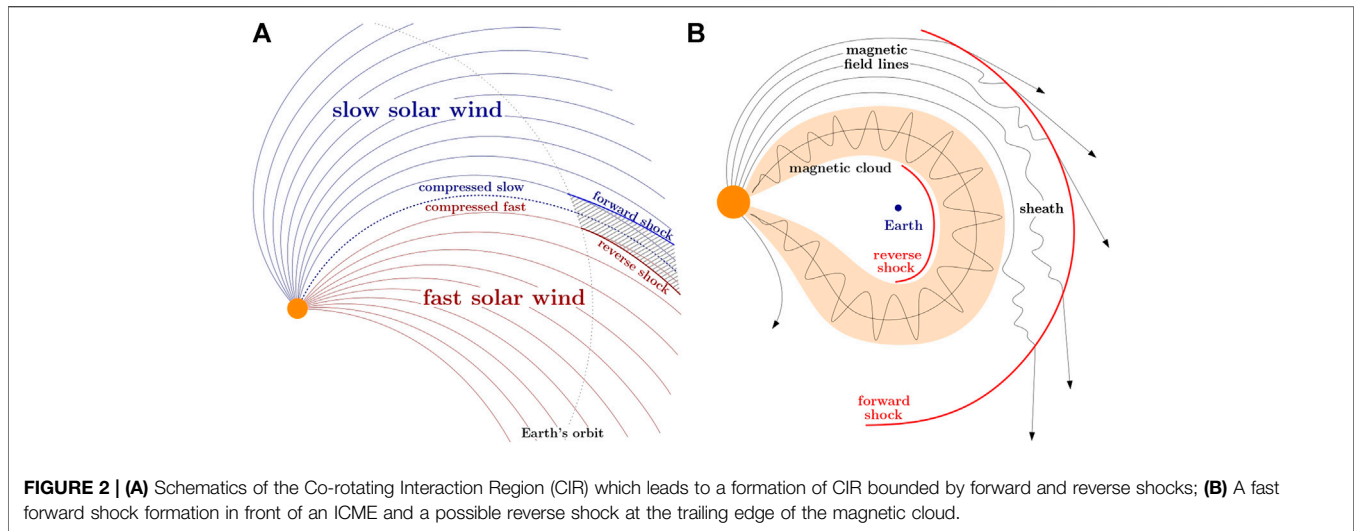 A
slow solar wind
compressed slow
compressed fast
forward shock
reverse shock
fast solar wind
Earth's orbit
B
magnetic
field lines
magnetic cloud
sheath
Earth
reverse
shock
forward
shock
FIGURE 2 | (A) Schematics of the Co-rotating Interaction Region (CIR) which leads to a formation of CIR bounded by forward and reverse shocks; (B) A fast
forward shock formation in front of an ICME and a possible reverse shock at the trailing edge of the magnetic cloud.